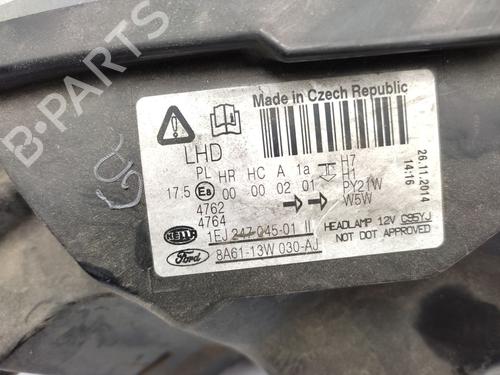 B-PARTS
Made in Czech Republic
LHD
PL HR HC A 1a H7
17.5 E8 00 00 02 01 H1
PY21W
W5W
4762
4764
26.11.2014
14:16
HELLA 1EJ 247 045-01 II
HEADLAMP 12V C95YJ
NOT DOT APPROVED
Ford 8A61-13W 030-AJ